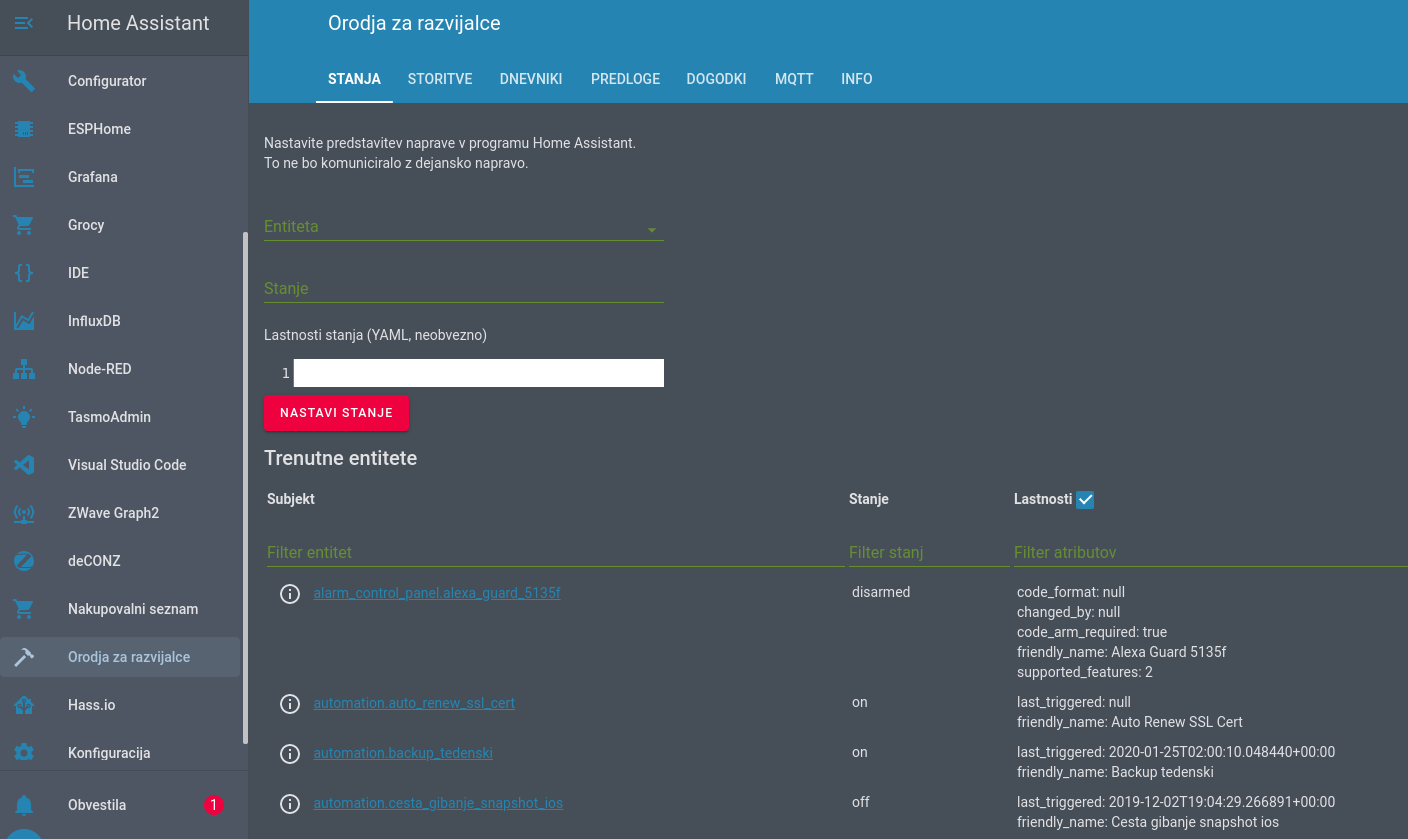 Home Assistant
Configurator
ESPHome
Grafana
Grocy
IDE
InfluxDB
Node-RED
TasmoAdmin
Visual Studio Code
ZWave Graph2
deCONZ
Nakupovalni seznam
Orodja za razvijalce
Hass.io
Konfiguracija
Obvestila 1
Orodja za razvijalce
STANJA STORITVE DNEVNIKI PREDLOGE DOGODKI MQTT INFO
Nastavite predstavitev naprave v programu Home Assistant.
To ne bo komuniciralo z dejansko napravo.
Entiteta
Stanje
Lastnosti stanja (YAML, neobvezno)
1
NASTAVI STANJE
Trenutne entitete
Subjekt Stanje Lastnosti
Filter entitet Filter stanj Filter atributov
alarm_control_panel.alexa_guard_5135f disarmed code_format: null
changed_by: null
code_arm_required: true
friendly_name: Alexa Guard 5135f
supported_features: 2
automation.auto_renew_ssl_cert on last_triggered: null
friendly_name: Auto Renew SSL Cert
automation.backup_tedenski on last_triggered: 2020-01-25T02:00:10.048440+00:00
friendly_name: Backup tedenski
automation.cesta_gibanje_snapshot_ios off last_triggered: 2019-12-02T19:04:29.266891+00:00
friendly_name: Cesta gibanje snapshot ios